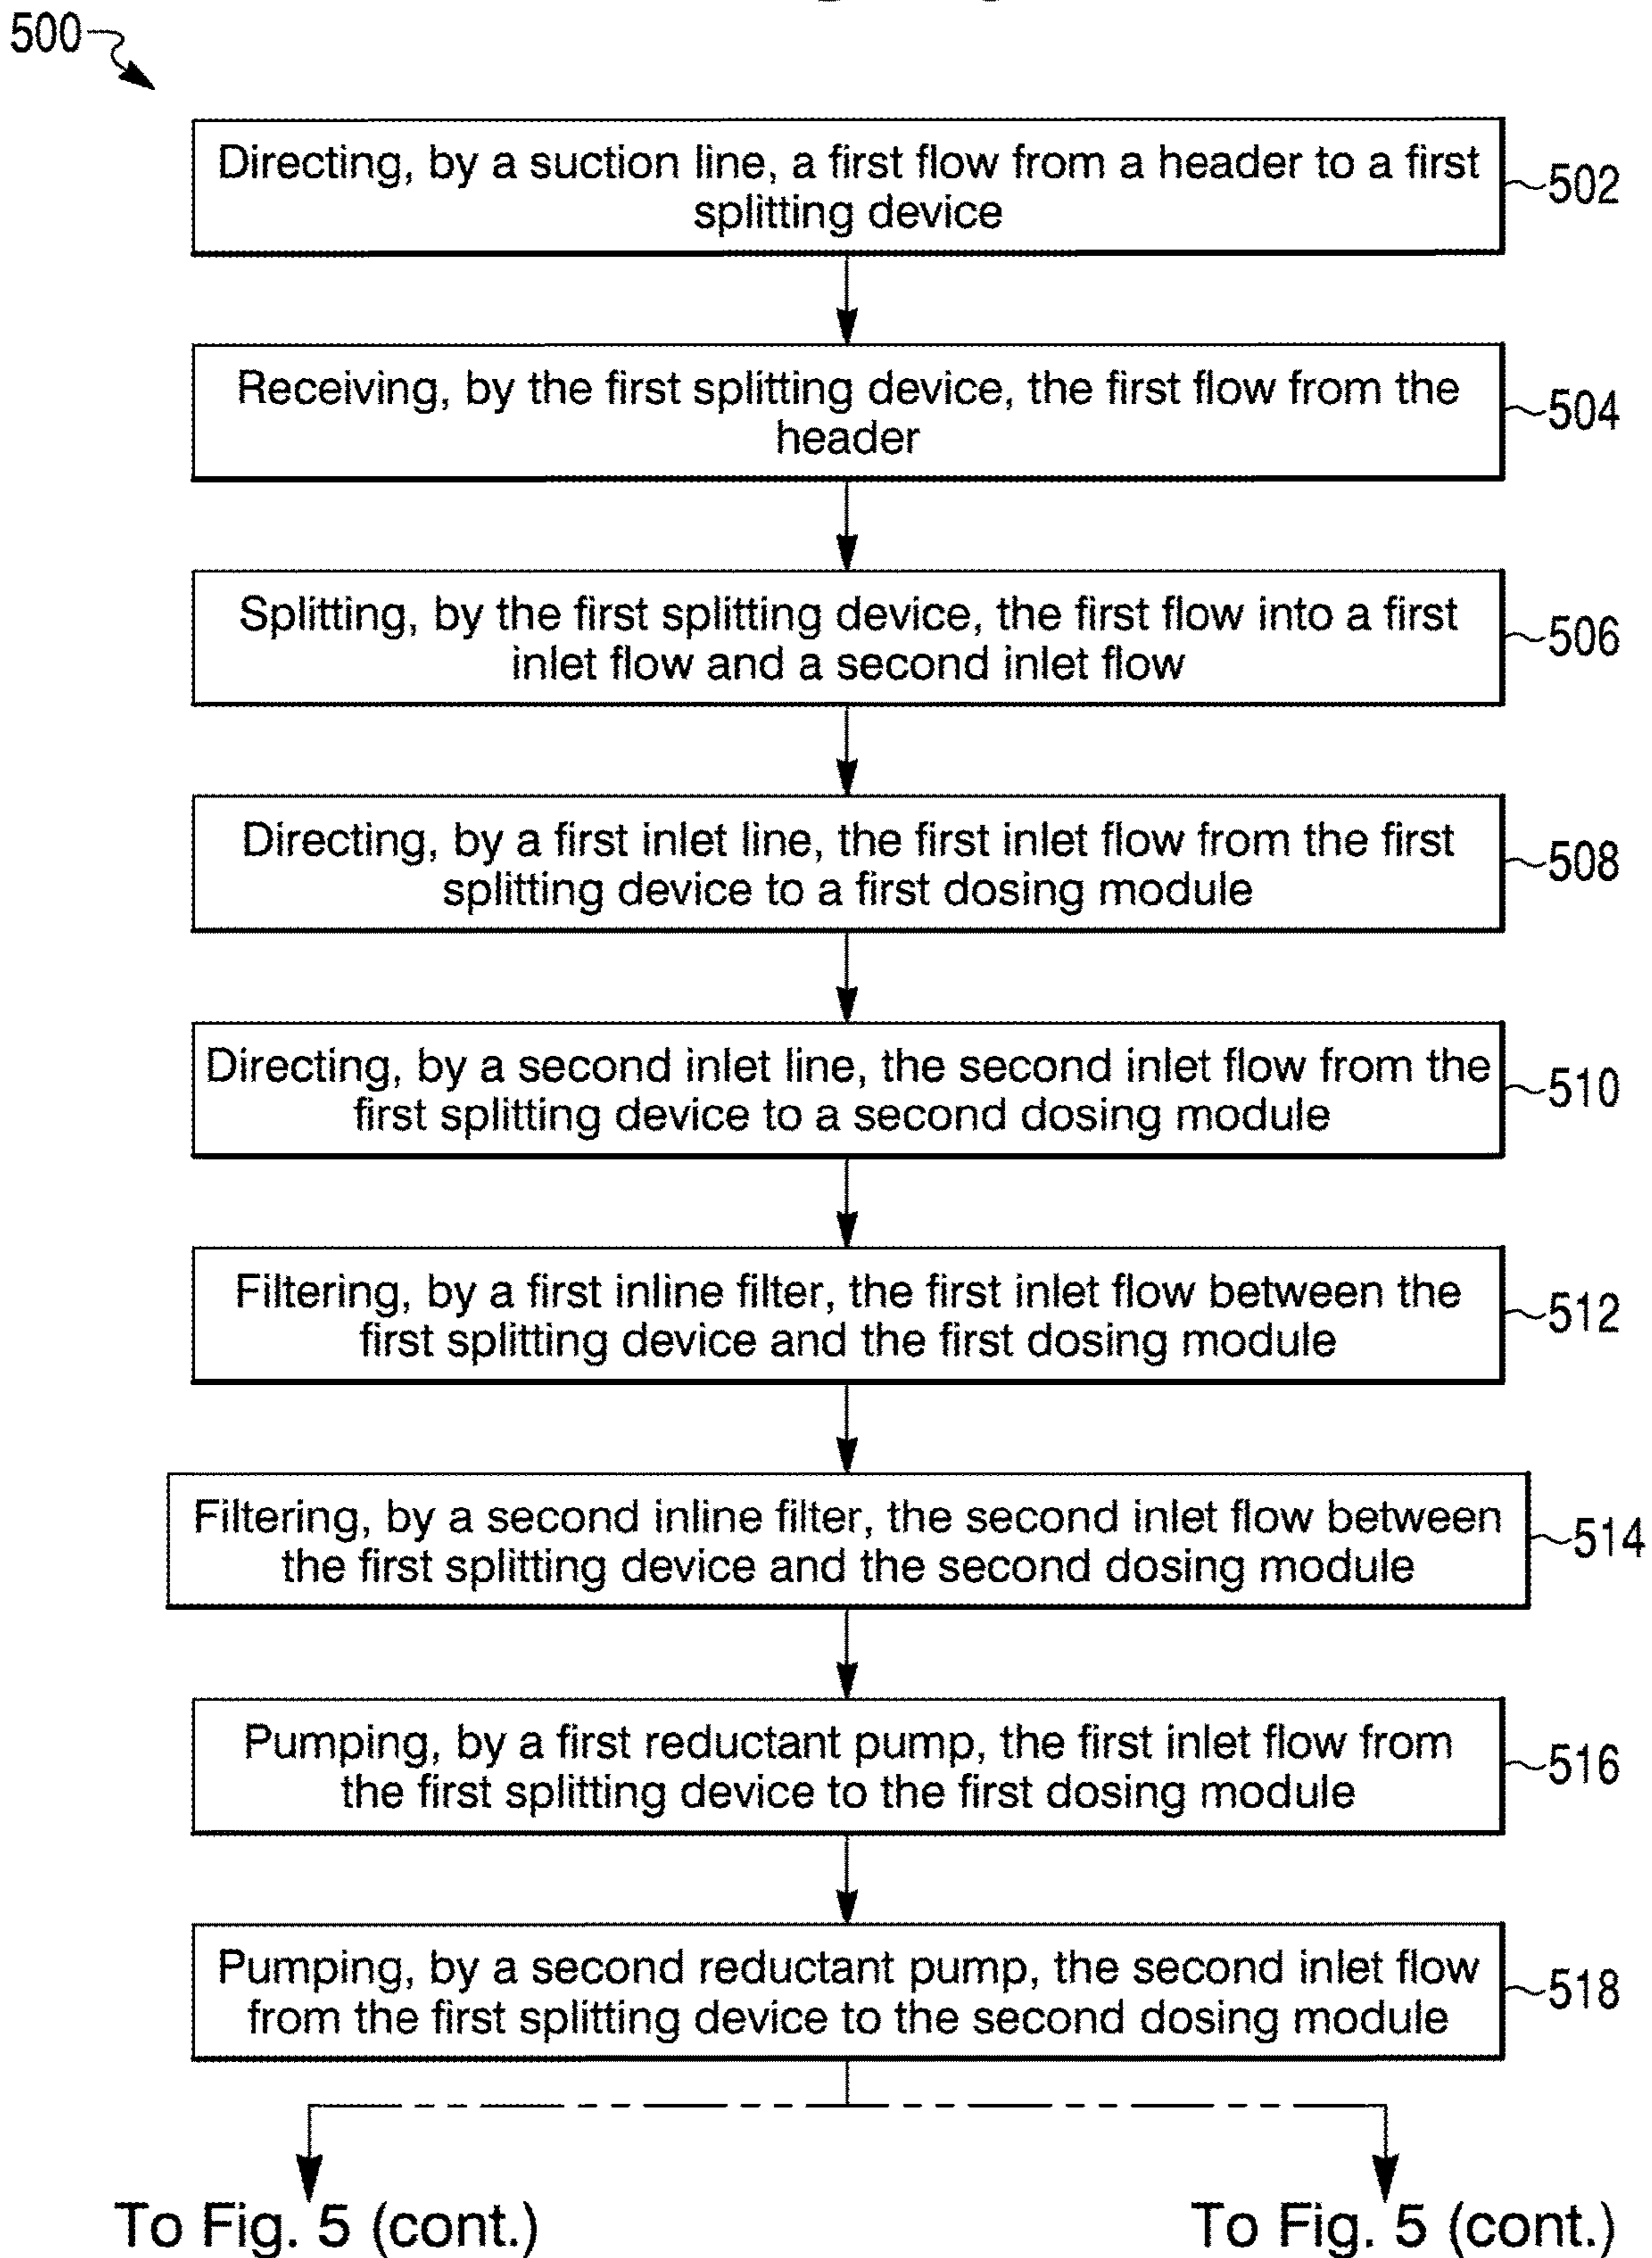 500
Directing, by a suction line, a first flow from a header to a first
splitting device
502
Receiving, by the first splitting device, the first flow from the
header
504
Splitting, by the first splitting device, the first flow into a first
inlet flow and a second inlet flow
506
Directing, by a first inlet line, the first inlet flow from the first
splitting device to a first dosing module
508
Directing, by a second inlet line, the second inlet flow from the
first splitting device to a second dosing module
510
Filtering, by a first inline filter, the first inlet flow between the
first splitting device and the first dosing module
512
Filtering, by a second inline filter, the second inlet flow between
the first splitting device and the second dosing module
514
Pumping, by a first reductant pump, the first inlet flow from
the first splitting device to the first dosing module
516
Pumping, by a second reductant pump, the second inlet flow
from the first splitting device to the second dosing module
518
To Fig. 5 (cont.)
To Fig. 5 (cont.)